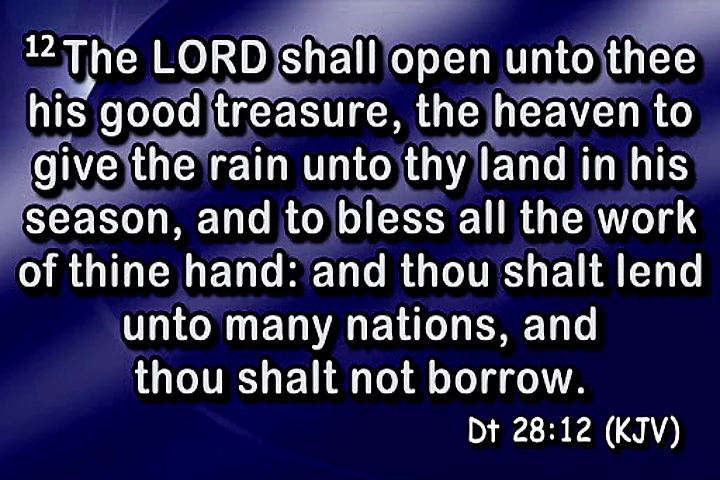 12 The LORD shall open unto thee
his good treasure, the heaven to
give the rain unto thy land in his
season, and to bless all the work
of thine hand: and thou shalt lend
unto many nations, and
thou shalt not borrow.
Dt 28:12 (KJV)